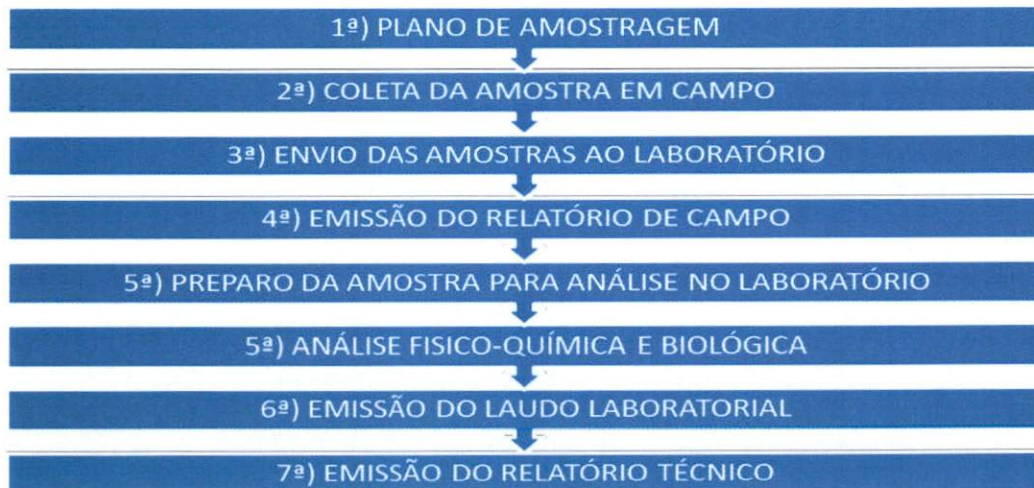 1ª) PLANO DE AMOSTRAGEM
2ª) COLETA DA AMOSTRA EM CAMPO
3ª) ENVIO DAS AMOSTRAS AO LABORATÓRIO
4ª) EMISSÃO DO RELATÓRIO DE CAMPO
5ª) PREPARO DA AMOSTRA PARA ANÁLISE NO LABORATÓRIO
5ª) ANÁLISE FISICO-QUÍMICA E BIOLÓGICA
6ª) EMISSÃO DO LAUDO LABORATORIAL
7ª) EMISSÃO DO RELATÓRIO TÉCNICO